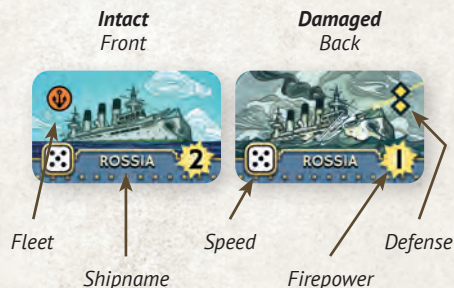 Intact
Front
Damaged
Back
ROSSIA
2
ROSSIA
1
Fleet
Speed
Defense
Shipname
Firepower